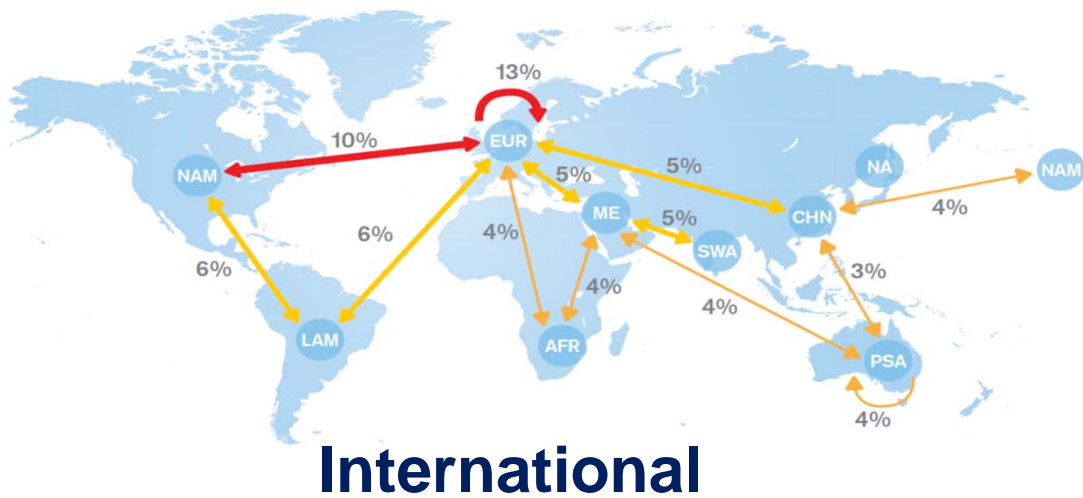 13%
EUR
10%
NAM
5%
NA
NAM
5%
ME
CHN
4%
5%
SWA
6%
4%
6%
4%
3%
4%
LAM
AFR
PSA
4%
International